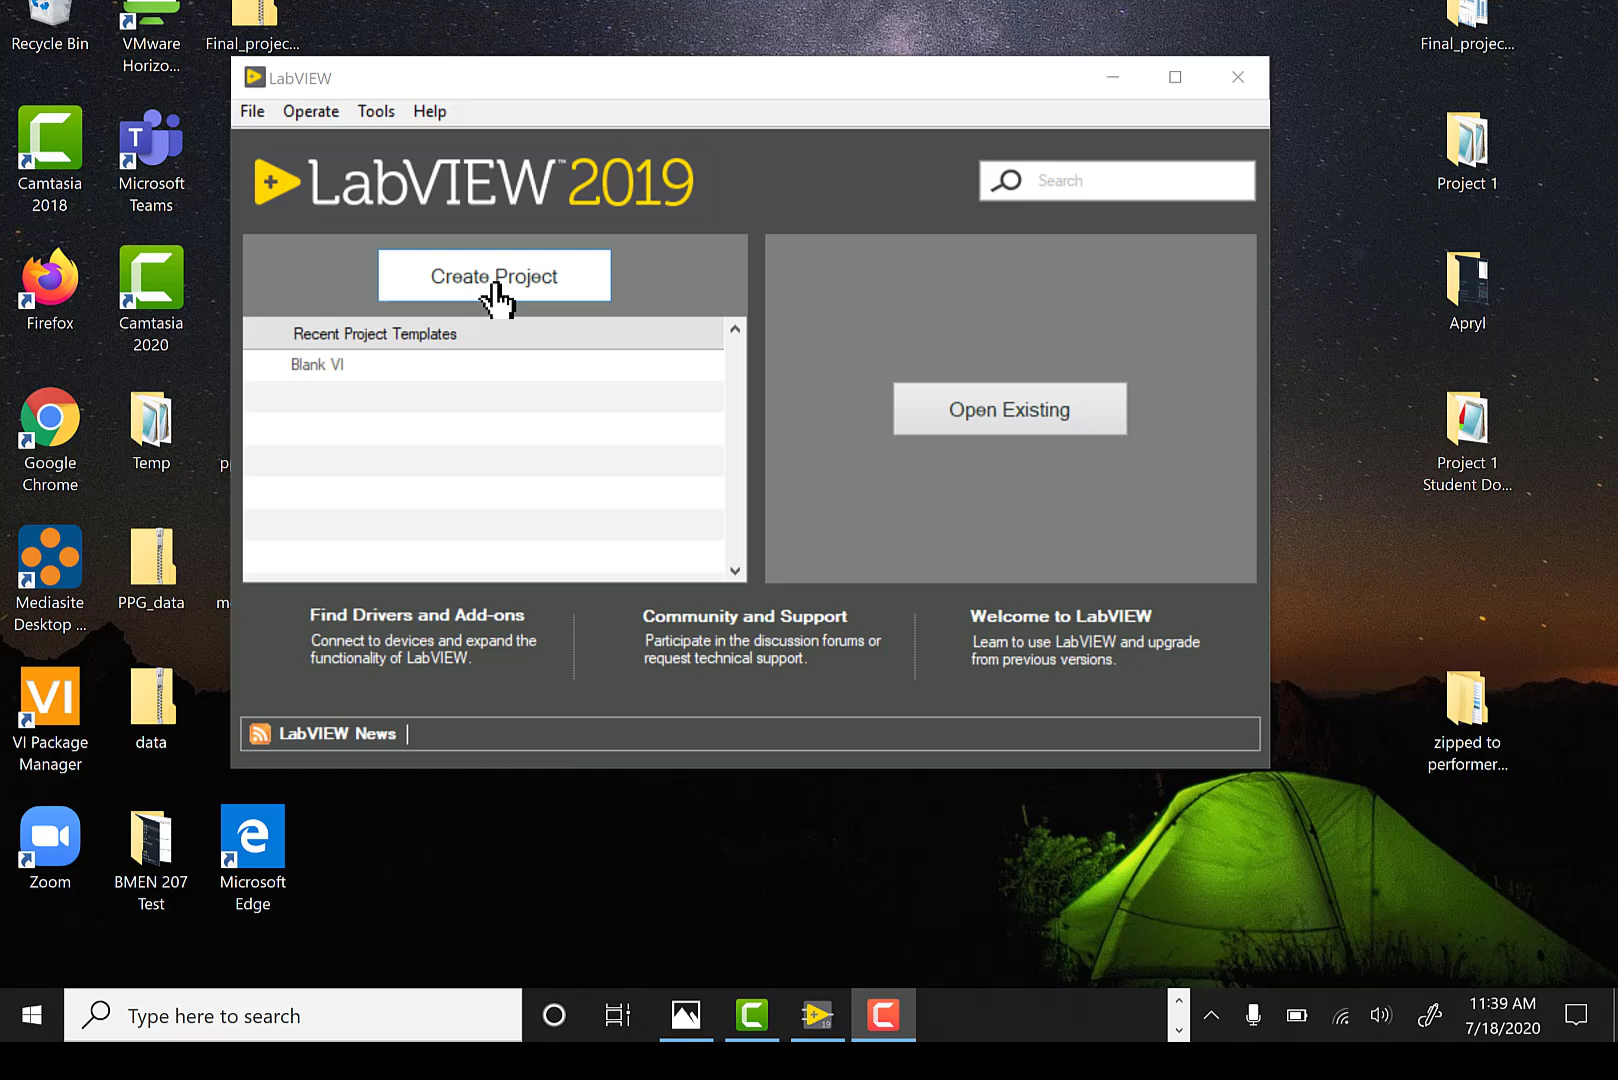 Recycle Bin
VMware
Horizo...
Final_projec...
Final_projec...
LabVIEW
File Operate Tools Help
LabVIEW™ 2019
Search
Camtasia
2018
Microsoft
Teams
Project 1
Create Project
Recent Project Templates
Blank VI
Open Existing
Firefox
Camtasia
2020
Apryl
Google
Chrome
Temp
Project 1
Student Do...
Mediasite
Desktop ...
PPG_data
Find Drivers and Add-ons
Connect to devices and expand the
functionality of LabVIEW.
Community and Support
Participate in the discussion forums or
request technical support.
Welcome to LabVIEW
Learn to use LabVIEW and upgrade
from previous versions.
LabVIEW News
VI
VI Package
Manager
data
zipped to
performer...
Zoom
BMEN 207
Test
Microsoft
Edge
Type here to search
19
11:39 AM
7/18/2020